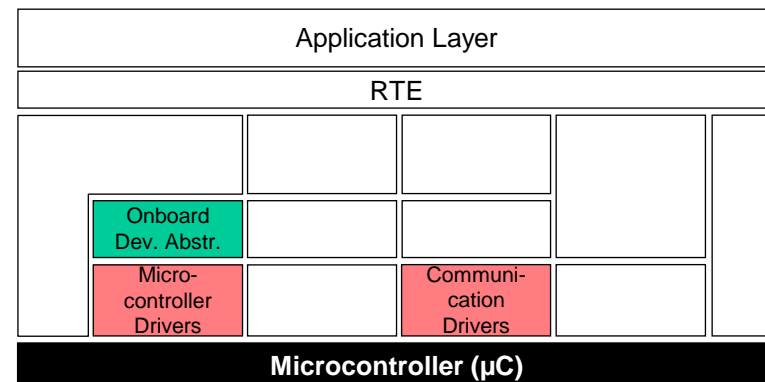 Application Layer
RTE
Onboard
Dev. Abstr.
Micro-
controller
Drivers
Communi-
cation
Drivers
Microcontroller (µC)